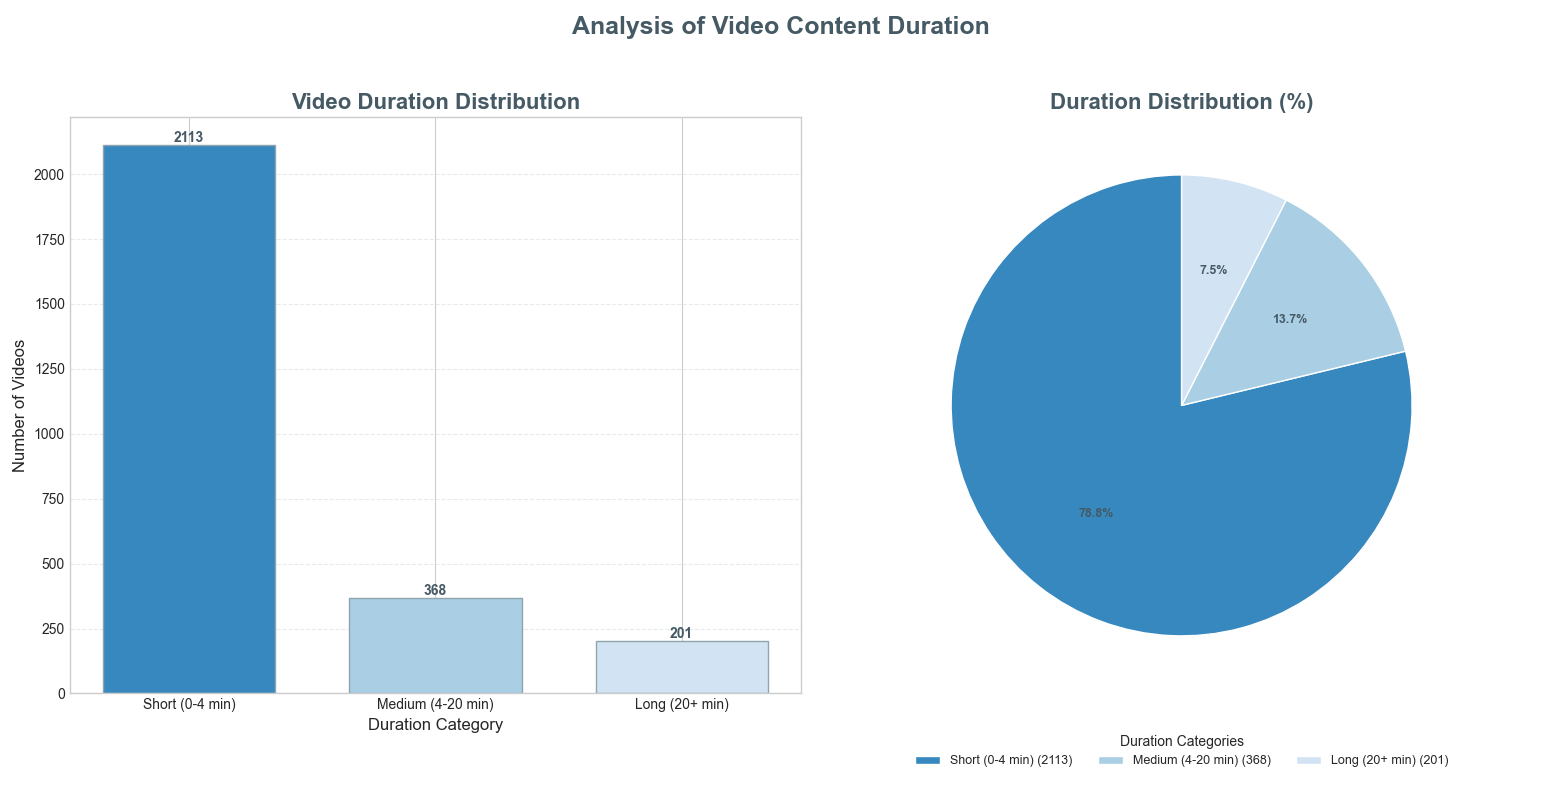 Analysis of Video Content Duration
Video Duration Distribution
2113
368
201
2000
1750
1500
1250
1000
750
500
250
0
Number of Videos
Short (0-4 min)
Medium (4-20 min)
Long (20+ min)
Duration Category
Duration Distribution (%)
7.5%
13.7%
78.8%
Duration Categories
Short (0-4 min) (2113)
Medium (4-20 min) (368)
Long (20+ min) (201)